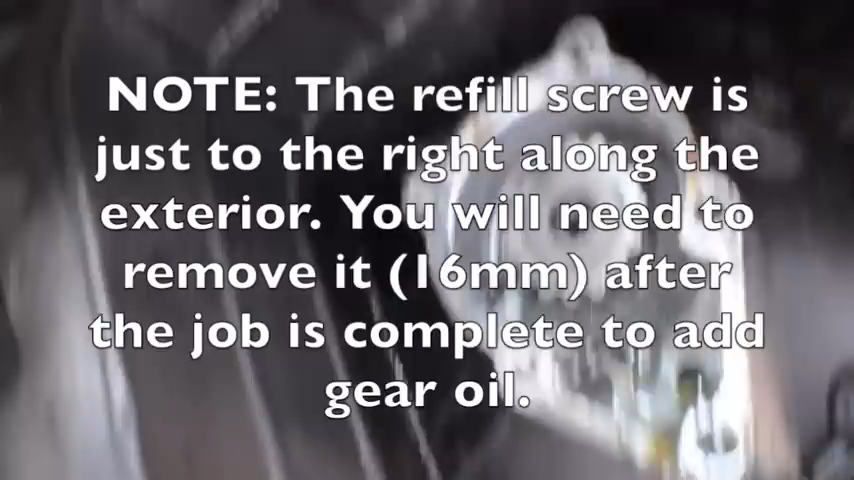 NOTE: The refill screw is
just to the right along the
exterior. You will need to
remove it (16mm) after
the job is complete to add
gear oil.